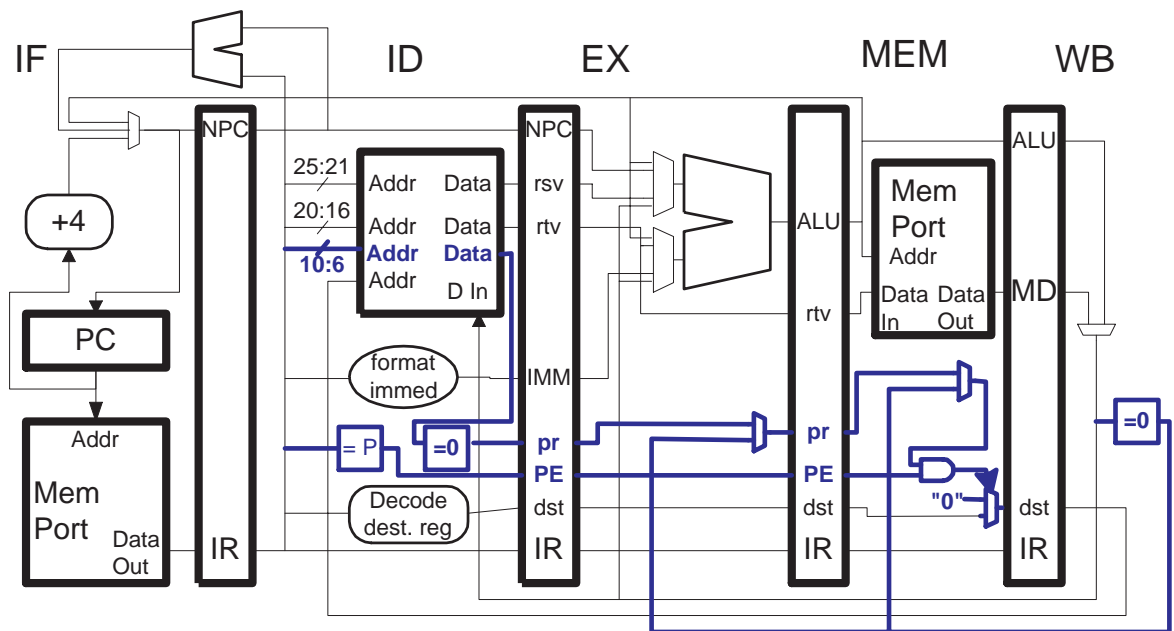 IF
ID
EX
MEM
WB
NPC
+4
PC
Addr
Mem
Port
Data
Out
IR
25:21
20:16
10:6
Addr Data
Addr Data
Addr Data
Addr
D In
format
immed
= P
=0
Decode
dest. reg
NPC
rsv
rtv
IMM
pr
PE
dst
IR
ALU
rtv
pr
PE
dst
IR
Mem
Port
Addr
Data Data
In Out
"0"
ALU
MD
dst
IR
=0